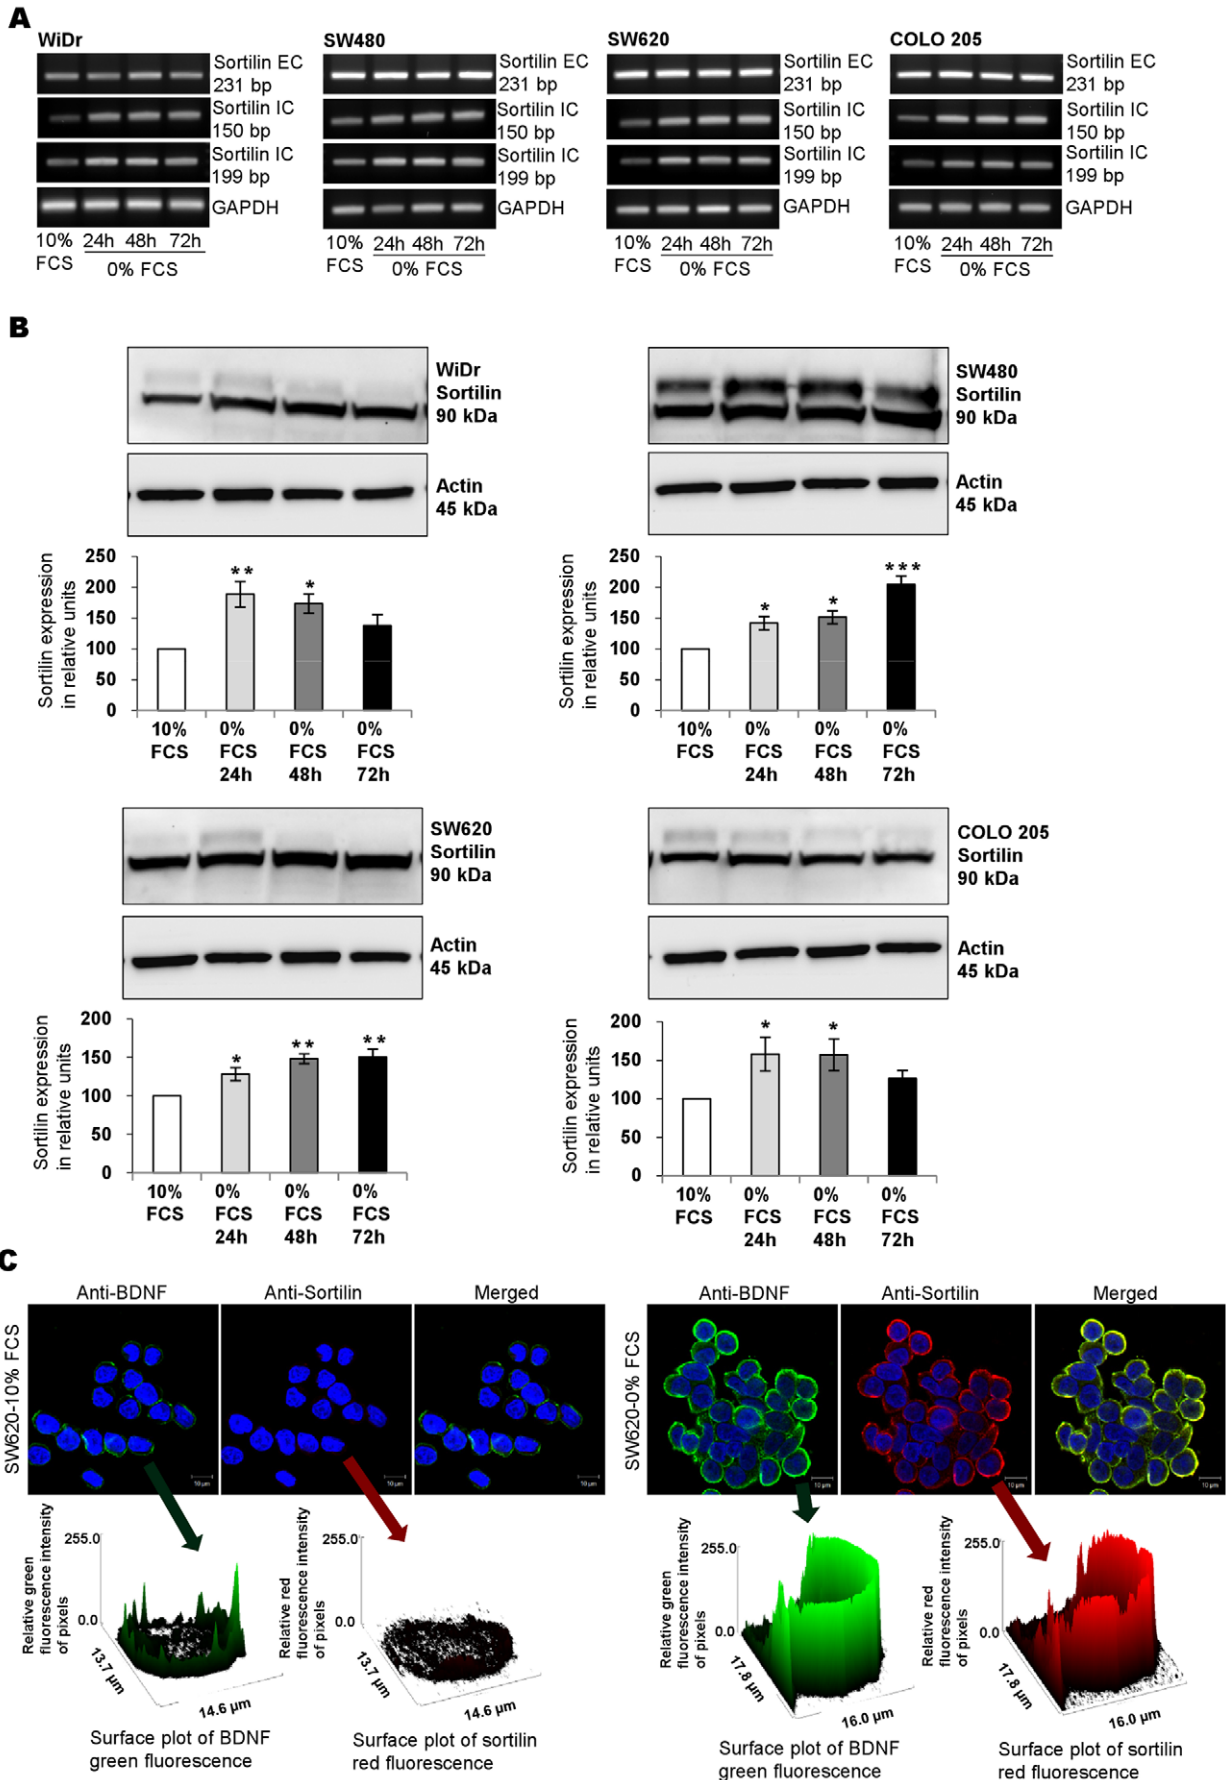 A
WiDr
Sortilin EC
231 bp
Sortilin IC
150 bp
Sortilin IC
199 bp
GAPDH
10%
FCS
24h 48h 72h
0% FCS
SW480
Sortilin EC
231 bp
Sortilin IC
150 bp
Sortilin IC
199 bp
GAPDH
10%
FCS
24h 48h 72h
0% FCS
SW620
Sortilin EC
231 bp
Sortilin IC
150 bp
Sortilin IC
199 bp
GAPDH
10%
FCS
24h 48h 72h
0% FCS
COLO 205
Sortilin EC
231 bp
Sortilin IC
150 bp
Sortilin IC
199 bp
GAPDH
10%
FCS
24h 48h 72h
0% FCS
B
WiDr
Sortilin
90 kDa
Actin
45 kDa
Sortilin expression
in relative units
250
200
150
100
50
0
**
*
10%
FCS
0%
FCS
24h
0%
FCS
48h
0%
FCS
72h
SW480
Sortilin
90 kDa
Actin
45 kDa
Sortilin expression
in relative units
250
200
150
100
50
0
*
*
***
10%
FCS
0%
FCS
24h
0%
FCS
48h
0%
FCS
72h
SW620
Sortilin
90 kDa
Actin
45 kDa
Sortilin expression
in relative units
200
150
100
50
0
*
**
**
10%
FCS
0%
FCS
24h
0%
FCS
48h
0%
FCS
72h
COLO 205
Sortilin
90 kDa
Actin
45 kDa
Sortilin expression
in relative units
200
150
100
50
0
*
*
10%
FCS
0%
FCS
24h
0%
FCS
48h
0%
FCS
72h
C
Anti-BDNF Anti-Sortilin Merged
SW620-10% FCS
10 µm
10 µm
10 µm
Relative green
fluorescence intensity
of pixels
255.0
0.0
13.7 µm
14.6 µm
Surface plot of BDNF
green fluorescence
Relative red
fluorescence intensity
of pixels
255.0
0.0
13.7 µm
14.6 µm
Surface plot of sortilin
red fluorescence
Anti-BDNF Anti-Sortilin Merged
SW620-0% FCS
10 µm
10 µm
10 µm
Relative green
fluorescence intensity
of pixels
255.0
0.0
17.8 µm
16.0 µm
Surface plot of BDNF
green fluorescence
Relative red
fluorescence intensity
of pixels
255.0
0.0
17.8 µm
16.0 µm
Surface plot of sortilin
red fluorescence